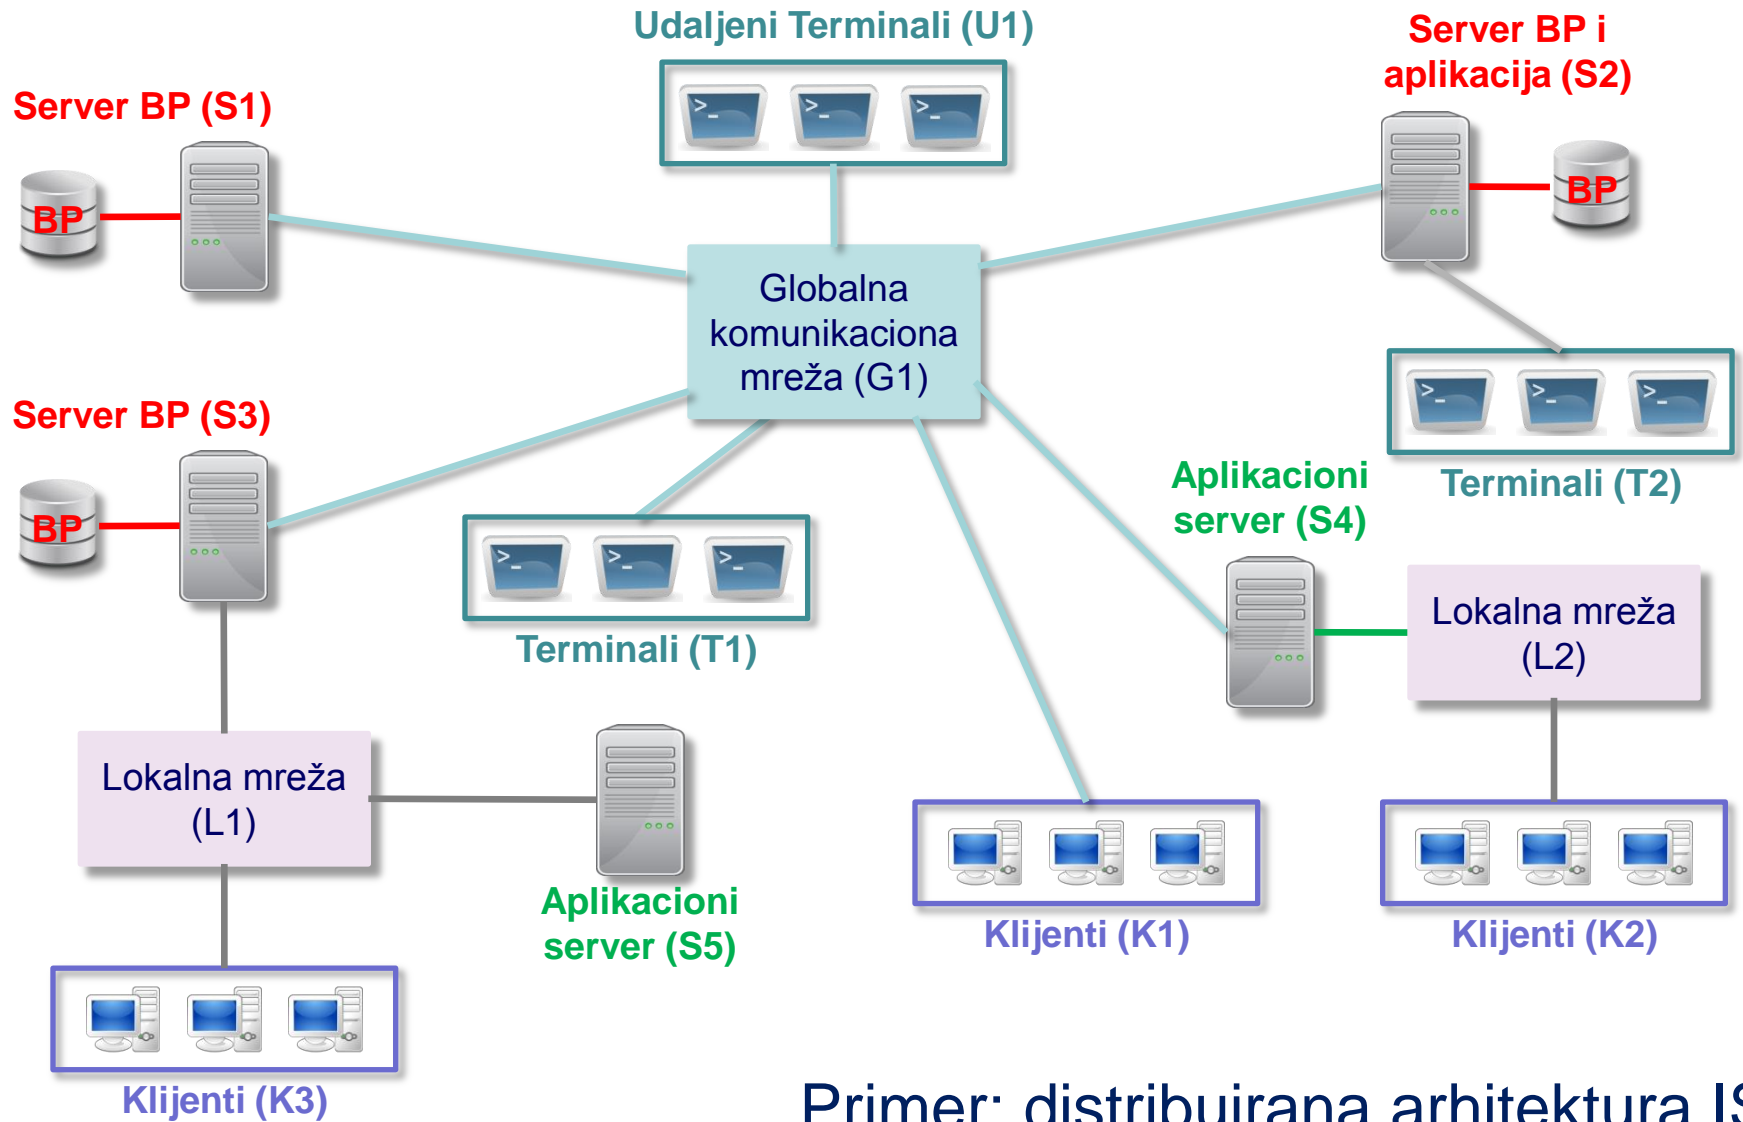 Udaljeni Terminali (U1)
Server BP i
aplikacija (S2)
Server BP (S1)
BP
BP
Globalna
komunikaciona
mreža (G1)
Server BP (S3)
BP
Terminali (T2)
Aplikacioni
server (S4)
Terminali (T1)
Lokalna mreža
(L2)
Lokalna mreža
(L1)
Aplikacioni
server (S5)
Klijenti (K1)
Klijenti (K2)
Klijenti (K3)
Primer: distribuirana arhitektura IS